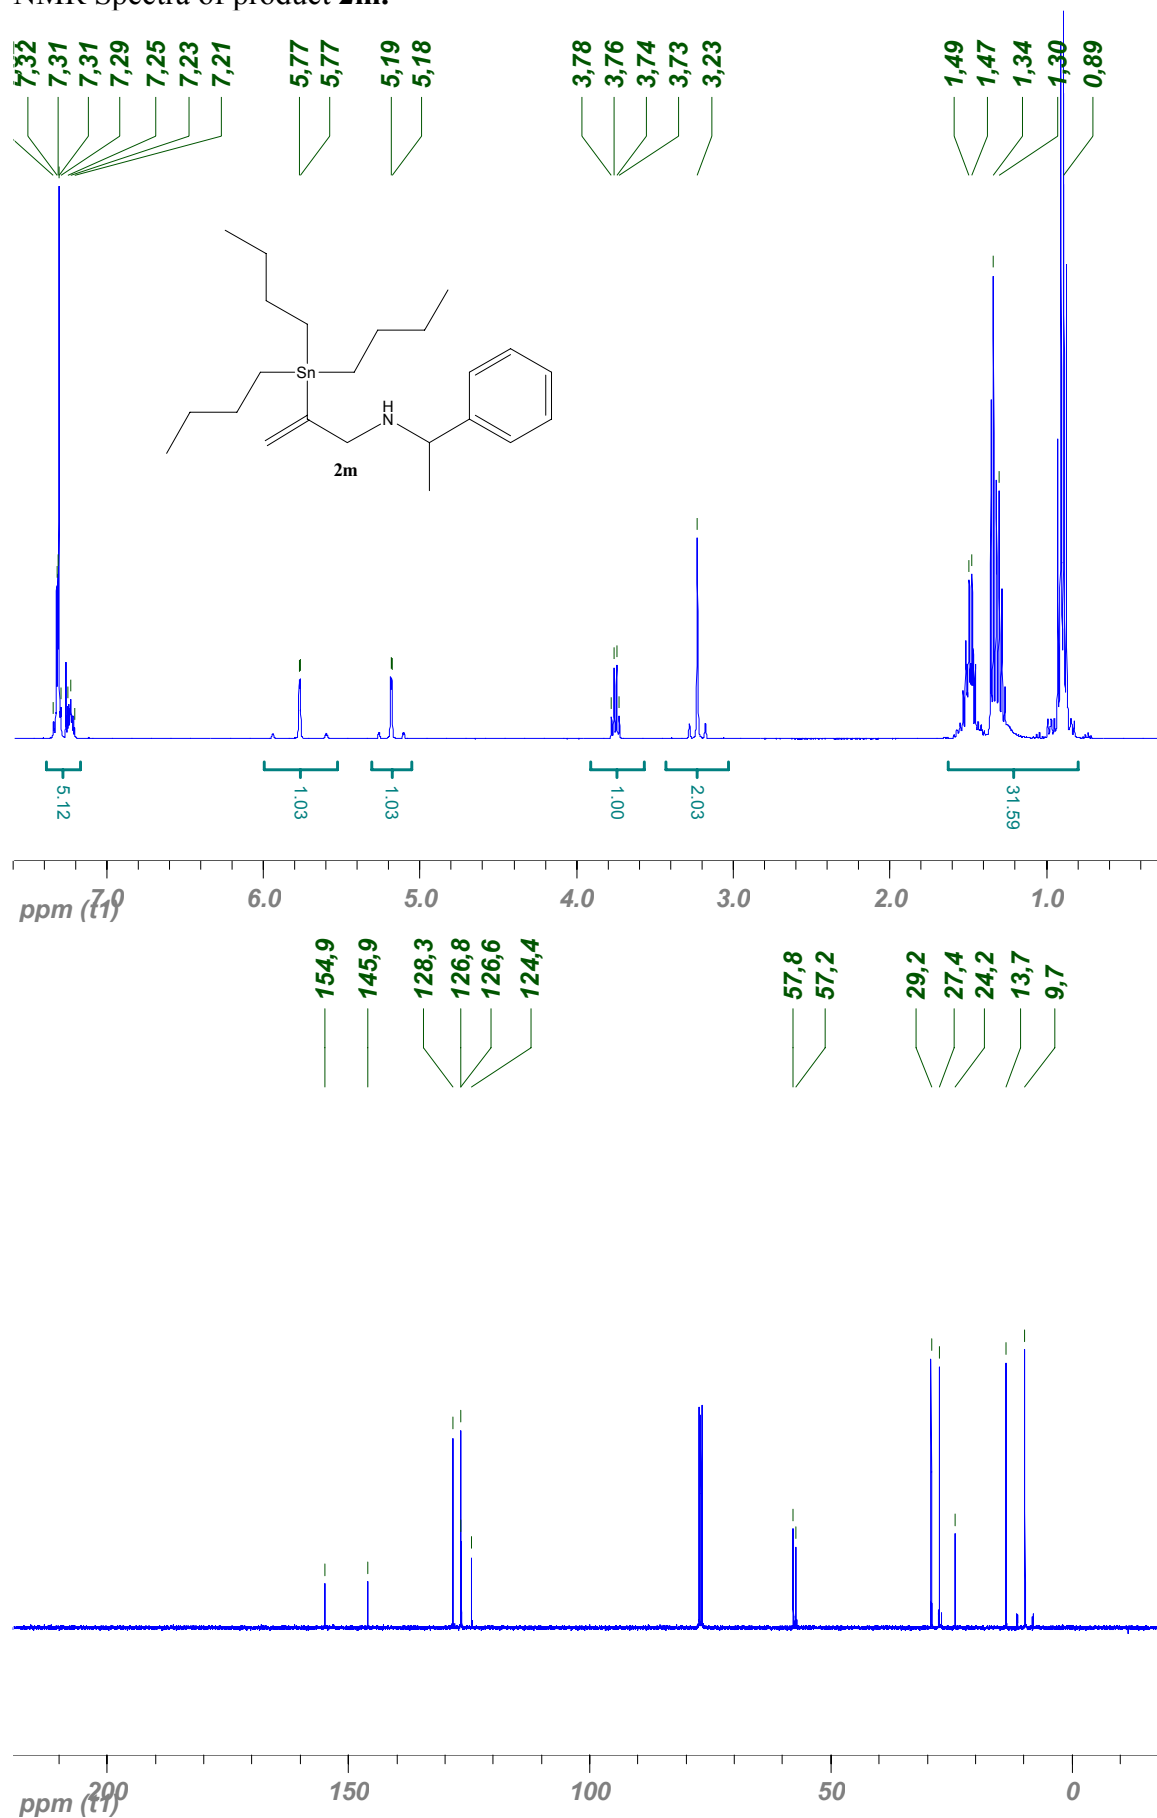 NMR Spectra of product 2m:
7,32 7,31 7,31 7,29 7,25 7,23 7,21 5,77 5,77 5,19 5,18 3,78 3,76 3,74 3,73 3,23 1,49 1,47 1,34 1,30 0,89
Sn
H
N
2m
5.12 1.03 1.03 1.00 2.03 31.59
7.0 6.0 5.0 4.0 3.0 2.0 1.0
ppm (t1)
154,9 145,9 128,3 126,8 126,6 124,4 57,8 57,2 29,2 27,4 24,2 13,7 9,7
200 150 100 50 0
ppm (t1)